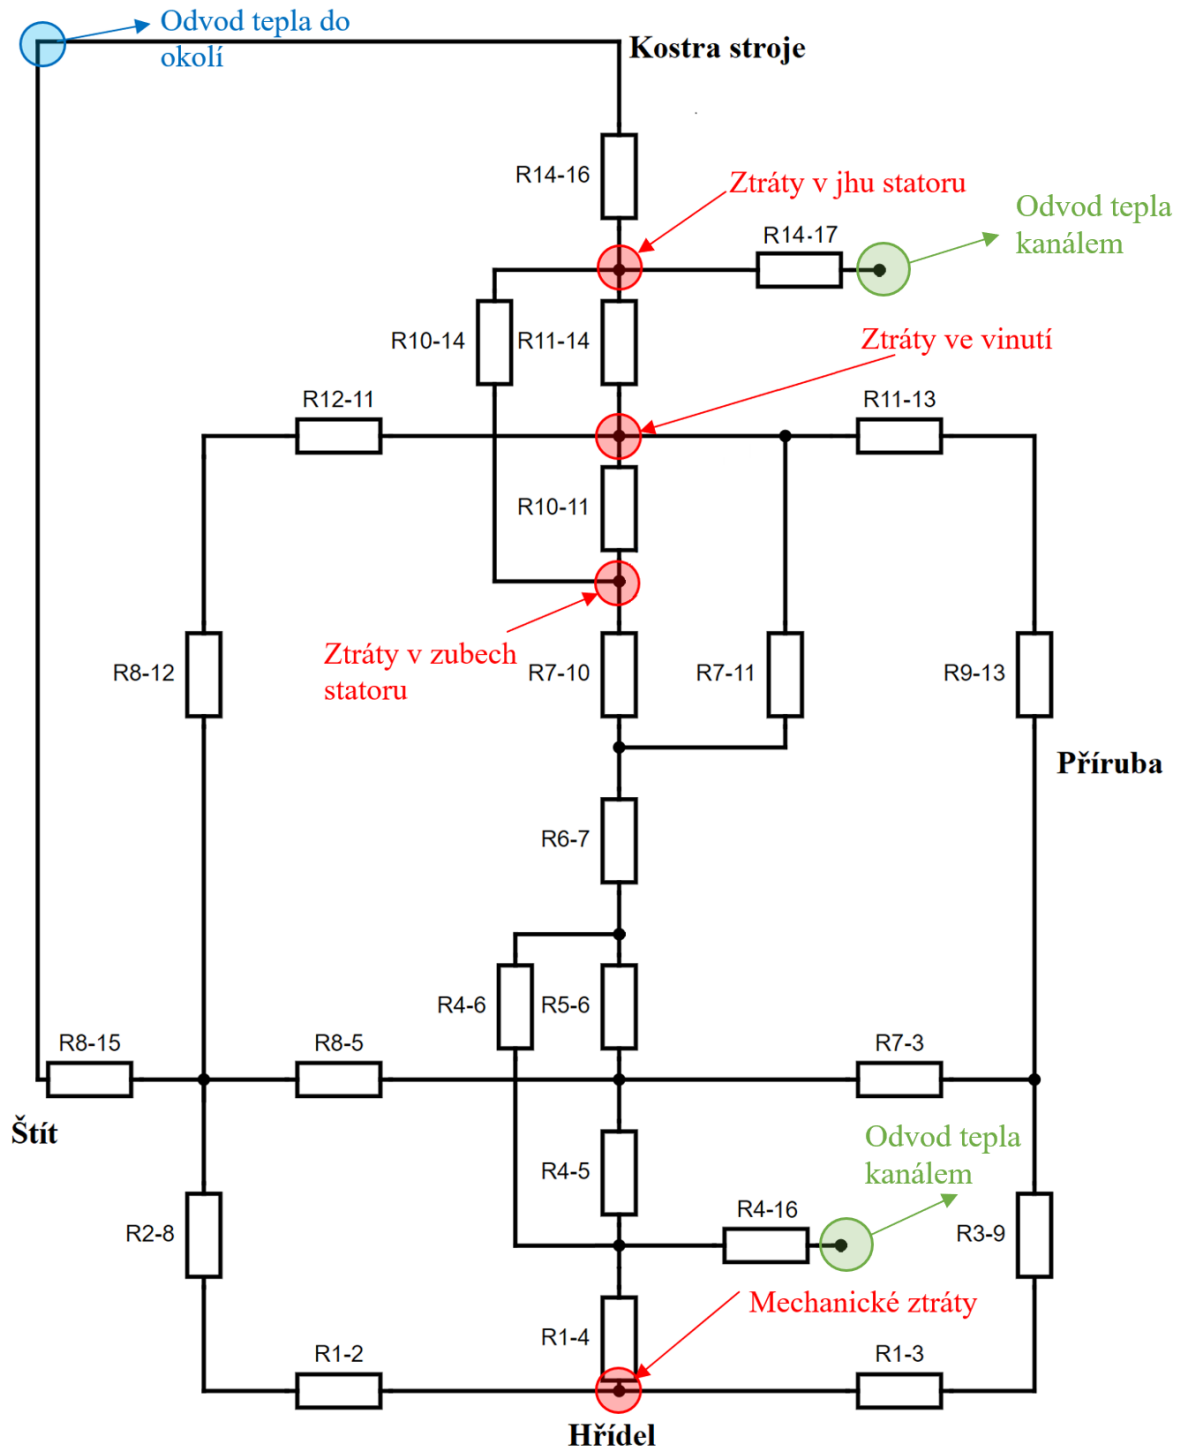 Odvod tepla do
okolí
Kostra stroje
R14-16
Ztráty v jhu statoru
Odvod tepla
kanálem
R14-17
R10-14
R11-14
Ztráty ve vinutí
R12-11
R11-13
R10-11
Ztráty v zubech
statoru
R8-12
R7-10
R7-11
R9-13
Příruba
R6-7
R4-6
R5-6
R8-15
R8-5
R7-3
Štít
Odvod tepla
kanálem
R4-5
R2-8
R4-16
R3-9
Mechanické ztráty
R1-4
R1-2
R1-3
Hřídel